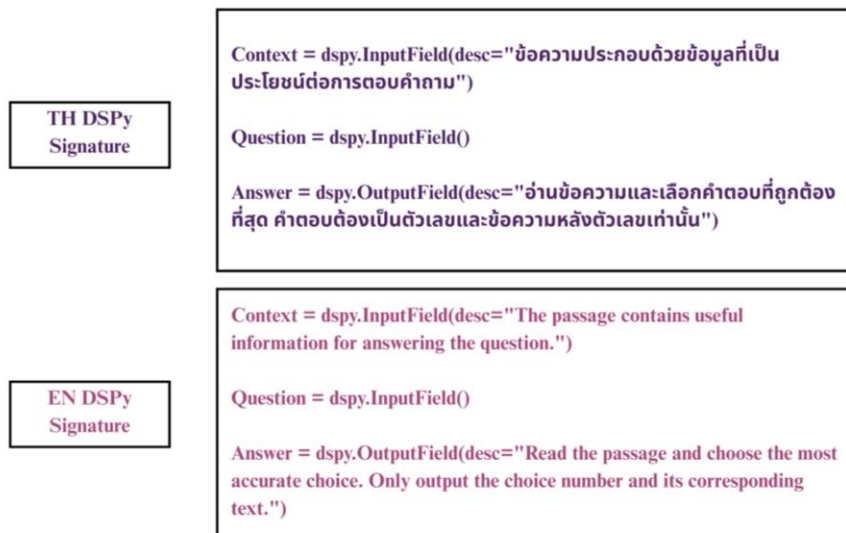 TH DSPy
Signature
Context = dspy.InputField(desc="ข้อความประกอบด้วยข้อมูลที่เป็น
ประโยชน์ต่อการตอบคำถาม")
Question = dspy.InputField()
Answer = dspy.OutputField(desc="อ่านข้อความและเลือกคำตอบที่ถูกต้อง
ที่สุด คำตอบต้องเป็นตัวเลขและข้อความหลังตัวเลขเท่านั้น")
EN DSPy
Signature
Context = dspy.InputField(desc="The passage contains useful
information for answering the question.")
Question = dspy.InputField()
Answer = dspy.OutputField(desc="Read the passage and choose the most
accurate choice. Only output the choice number and its corresponding
text.")